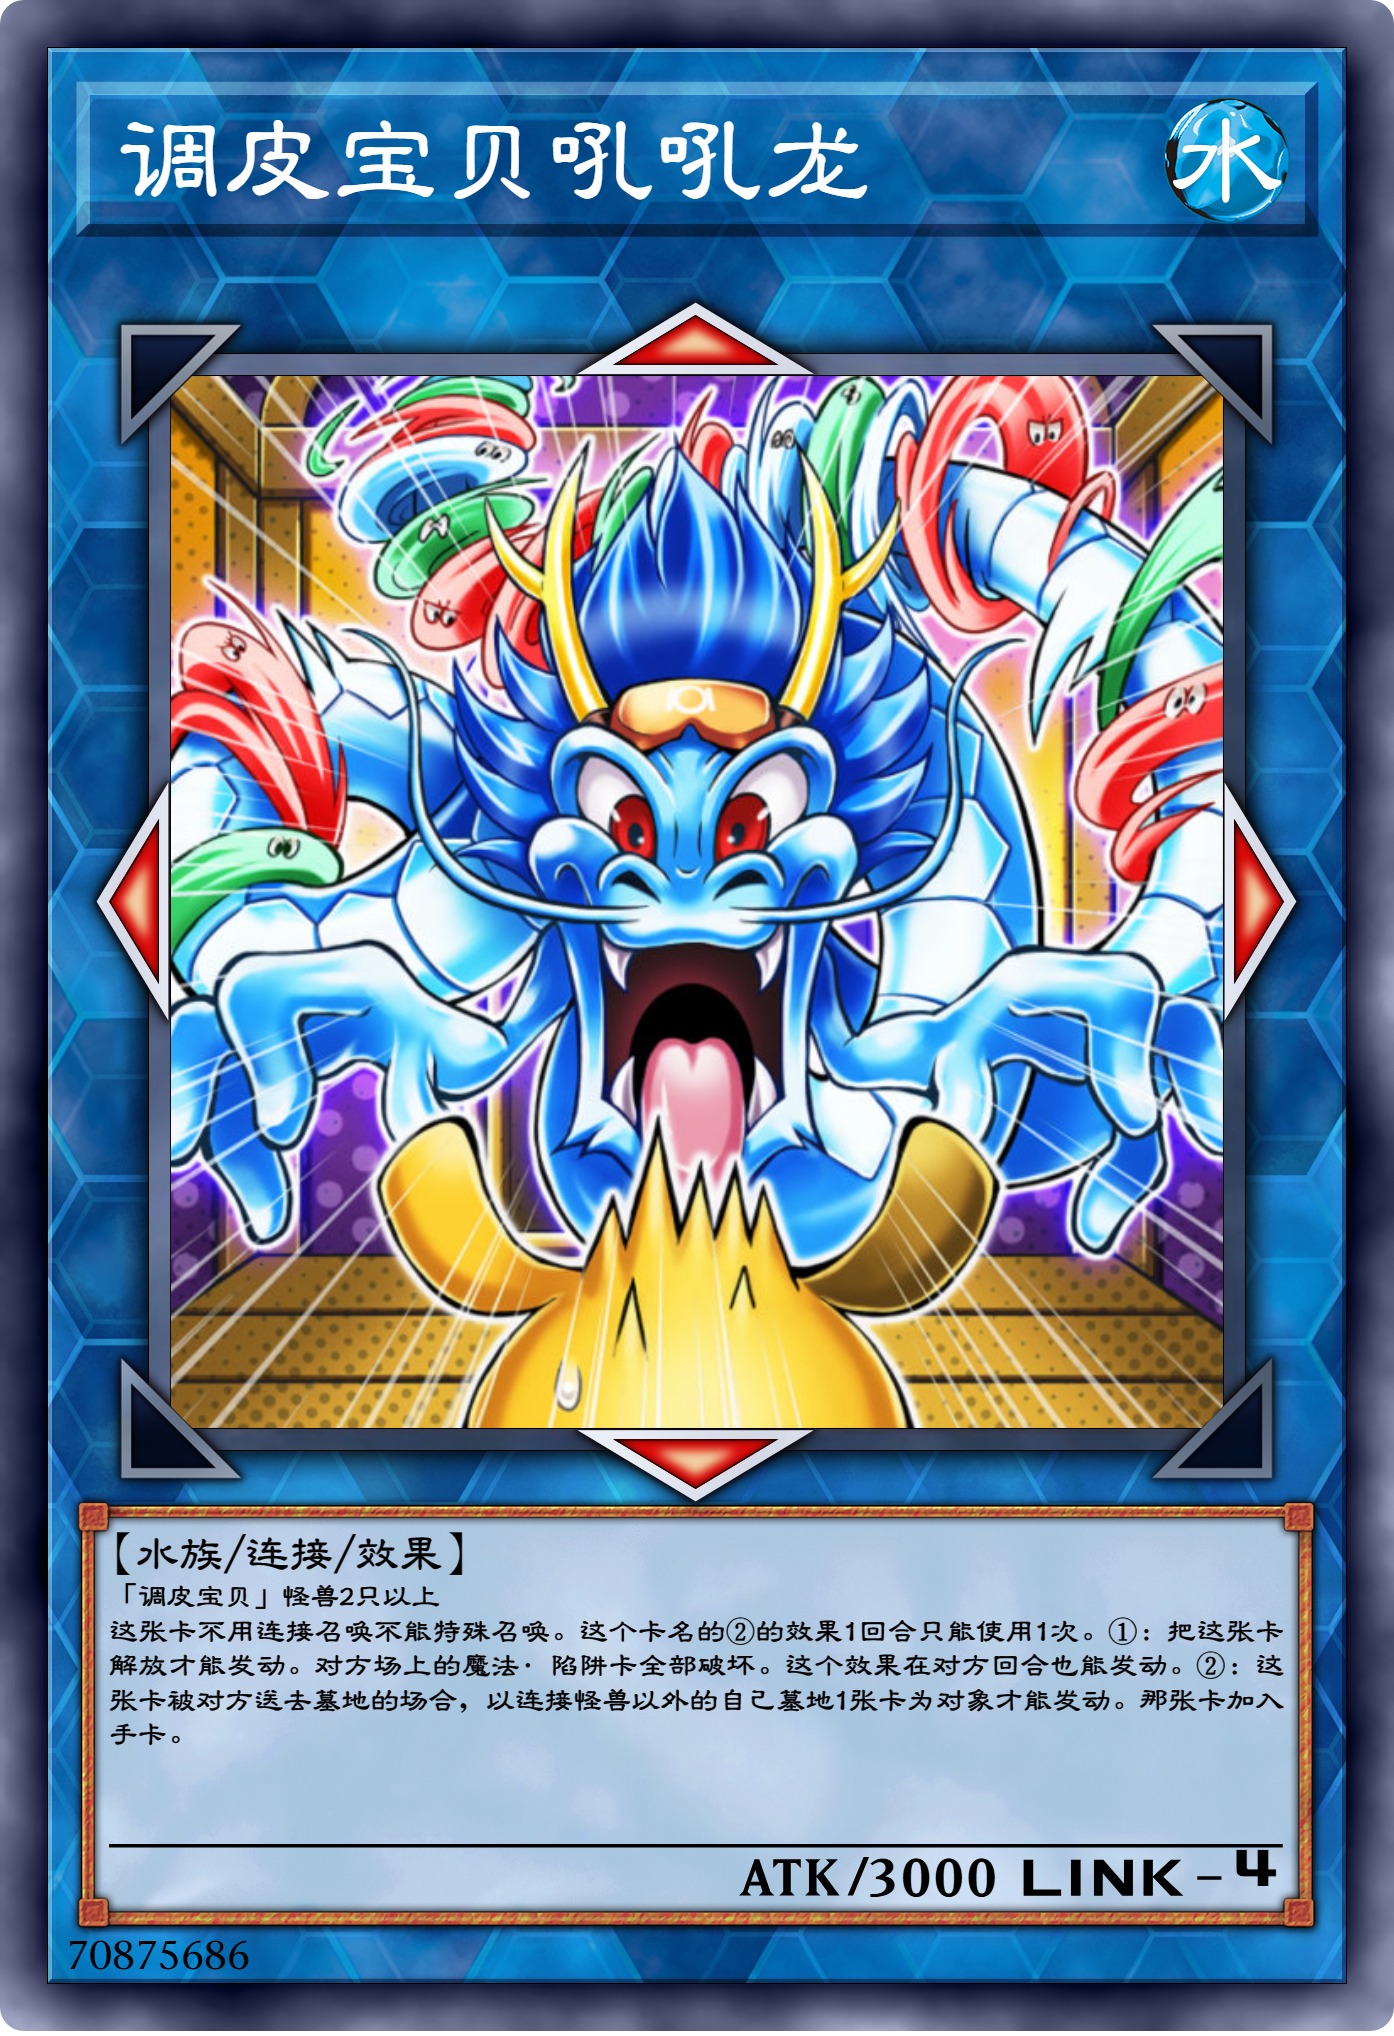 调皮宝贝吼吼龙
水
【水族/连接/效果】
「调皮宝贝」怪兽2只以上
这张卡不用连接召唤不能特殊召唤。这个卡名的②的效果1回合只能使用1次。①：把这张卡
解放才能发动。对方场上的魔法·陷阱卡全部破坏。这个效果在对方回合也能发动。②：这
张卡被对方送去墓地的场合，以连接怪兽以外的自己墓地1张卡为对象才能发动。那张卡加入
手卡。
ATK/3000 LINK-4
70875686